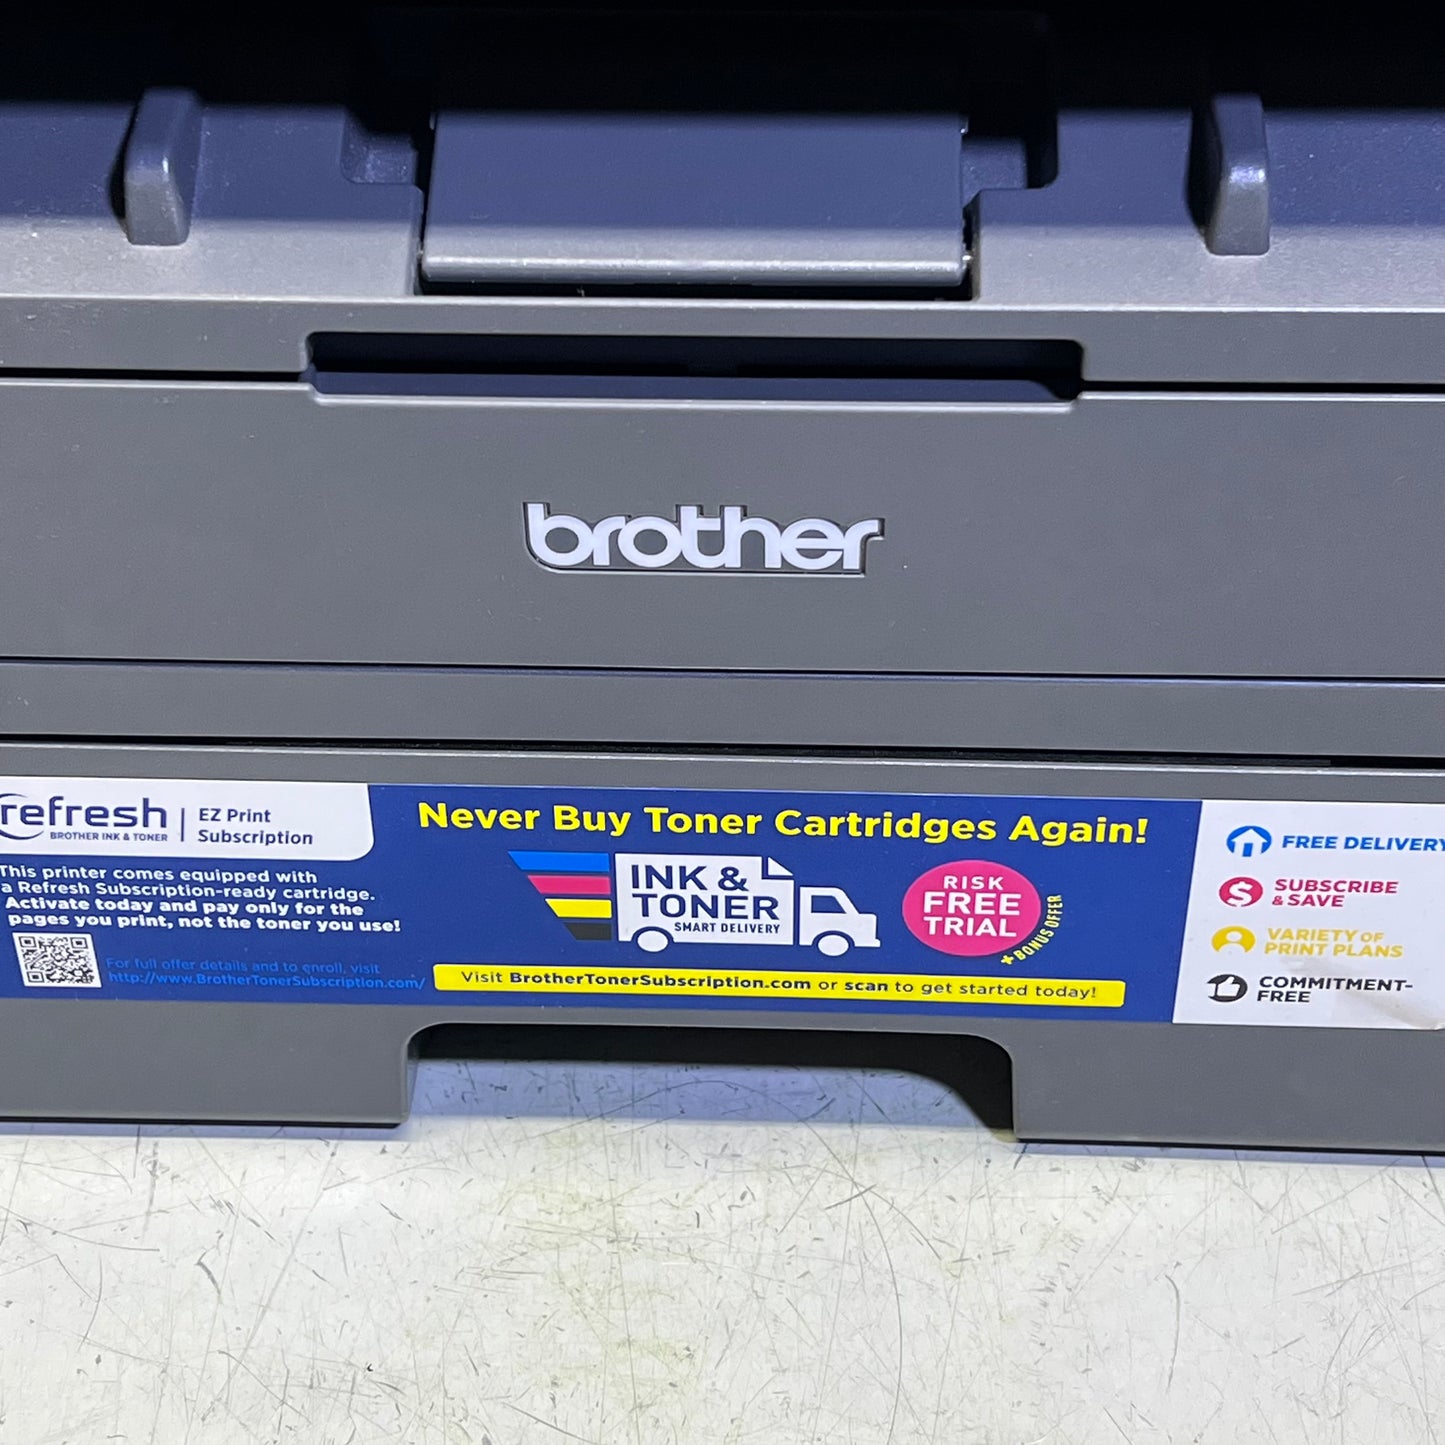 brother
refresh
BROTHER INK & TONER
EZ Print
Subscription
This printer comes equipped with
a Refresh Subscription-ready cartridge.
Activate today and pay only for the
pages you print, not the toner you use!
For full offer details and to enroll, visit
http://www.BrotherTonerSubscription.com/
Never Buy Toner Cartridges Again!
INK &
TONER
SMART DELIVERY
RISK
FREE
TRIAL
+ BONUS OFFER
Visit BrotherTonerSubscription.com or scan to get started today!
FREE DELIVERY
SUBSCRIBE
& SAVE
VARIETY OF
PRINT PLANS
COMMITMENT-
FREE